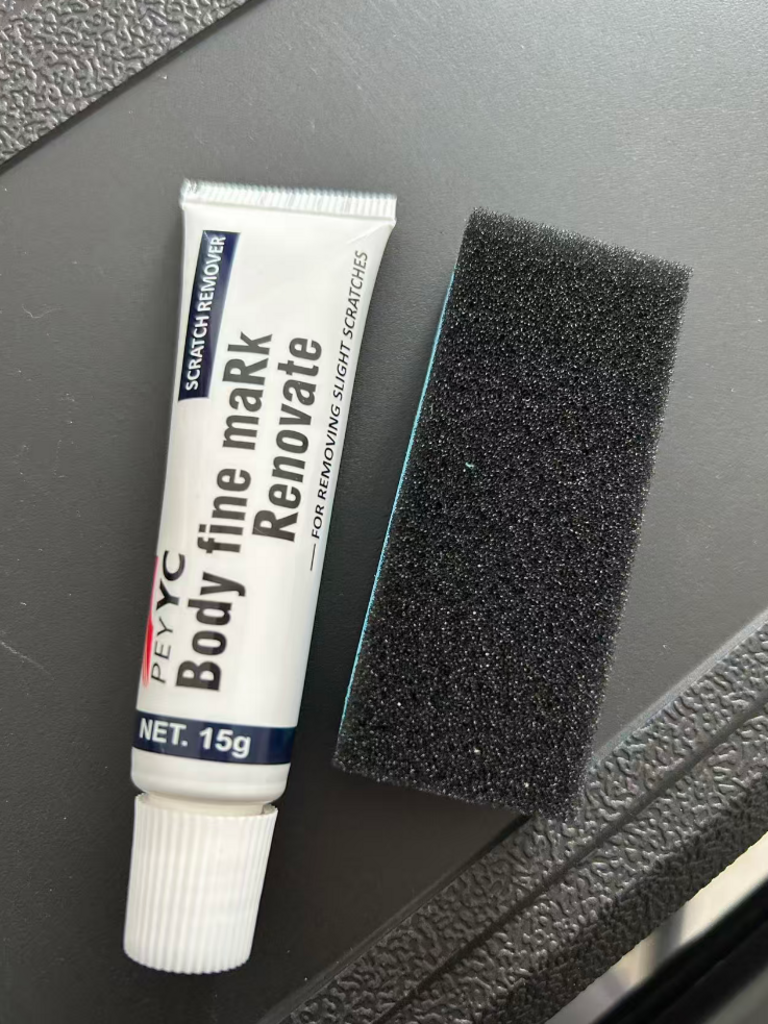 SCRATCH REMOVER
PEYYC
Body fine maRk
Renovate
— FOR REMOVING SLIGHT SCRATCHES
NET. 15g